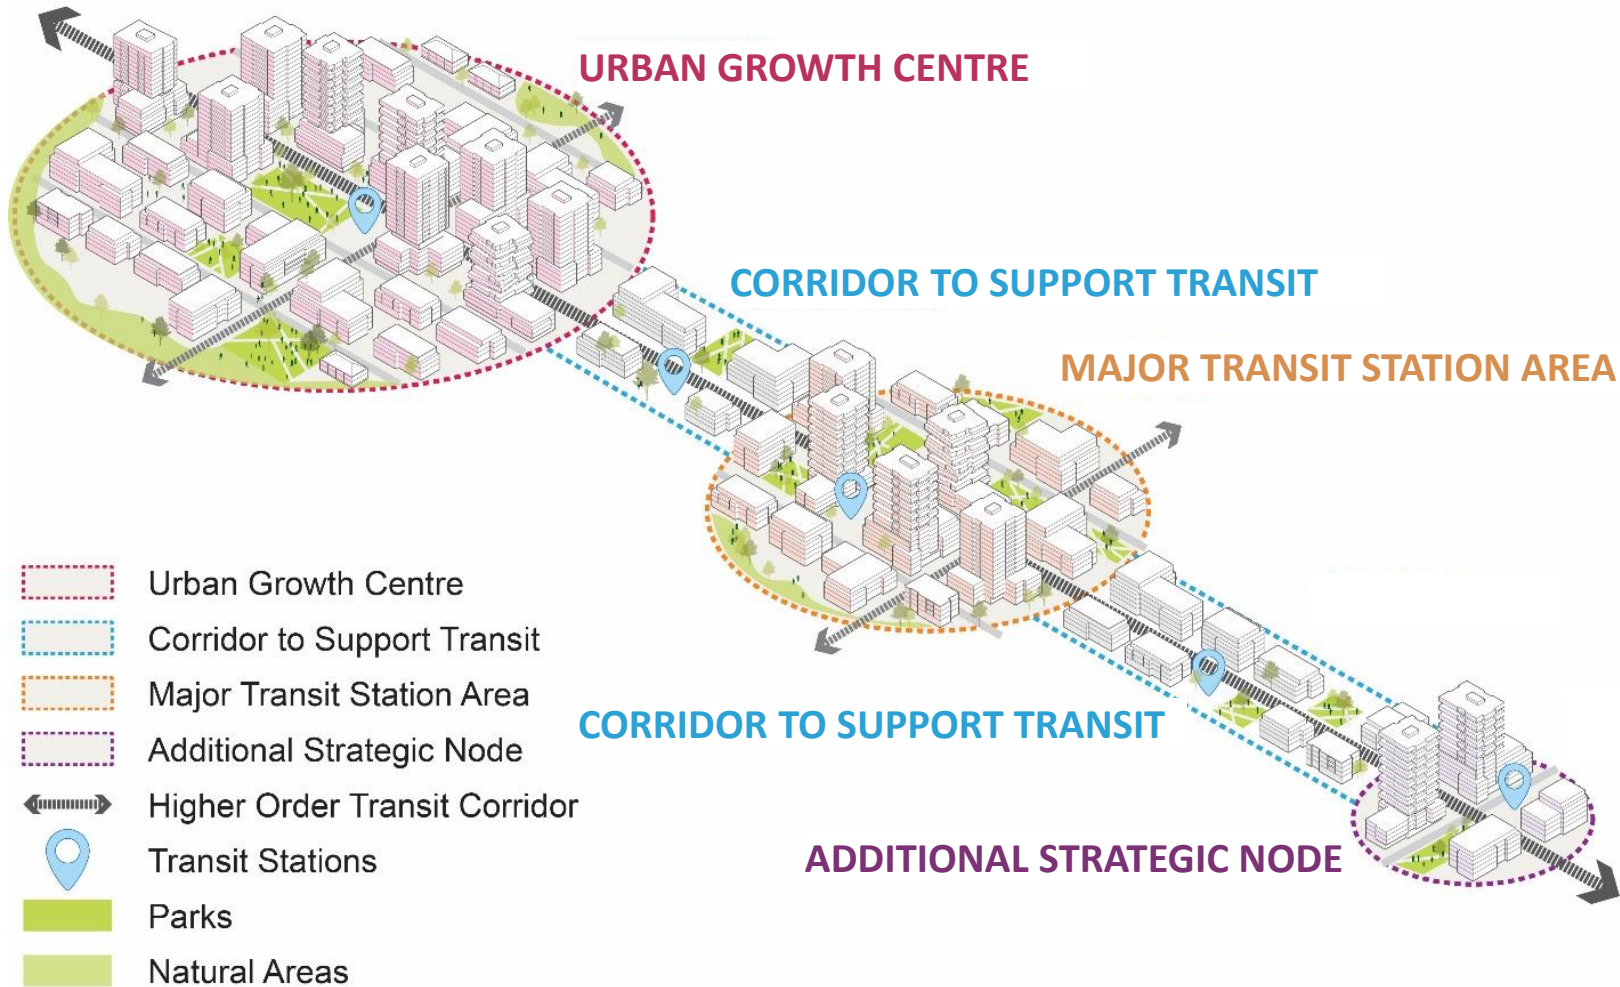 URBAN GROWTH CENTRE
CORRIDOR TO SUPPORT TRANSIT
MAJOR TRANSIT STATION AREA
Urban Growth Centre
Corridor to Support Transit
Major Transit Station Area
Additional Strategic Node
Higher Order Transit Corridor
Transit Stations
Parks
Natural Areas
CORRIDOR TO SUPPORT TRANSIT
ADDITIONAL STRATEGIC NODE